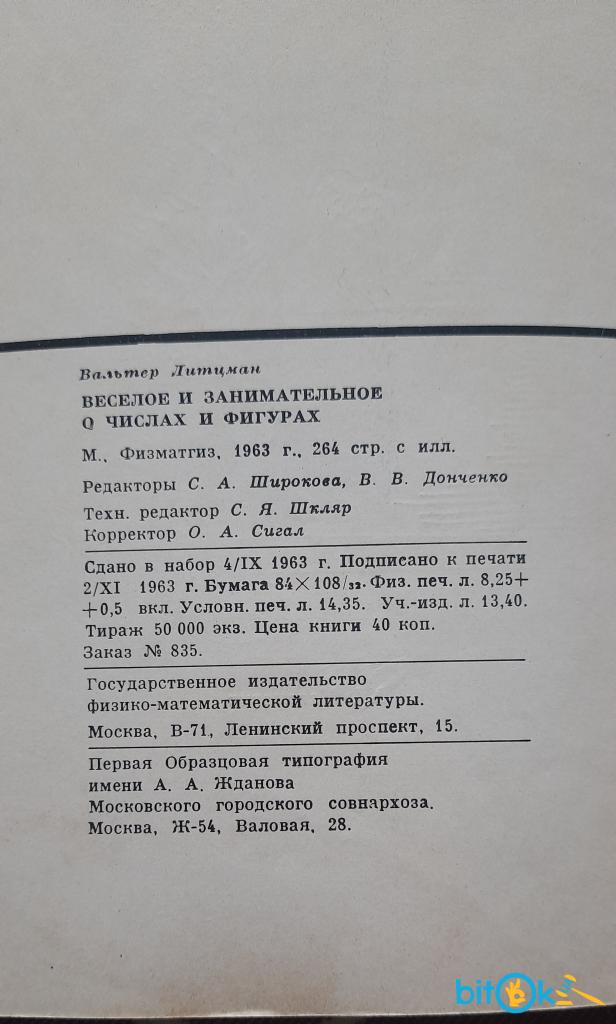 Вальтер Литцман
ВЕСЕЛОЕ И ЗАНИМАТЕЛЬНОЕ
О ЧИСЛАХ И ФИГУРАХ
М., Физматгиз, 1963 г., 264 стр. с илл.
Редакторы С. А. Широкова, В. В. Донченко
Техн. редактор С. Я. Шкляр
Корректор О. А. Сигал
Сдано в набор 4/IX 1963 г. Подписано к печати
2/XI 1963 г. Бумага 84×108/32. Физ. печ. л. 8,25+
+0,5 вкл. Условн. печ. л. 14,35. Уч.-изд. л. 13,40.
Тираж 50 000 экз. Цена книги 40 коп.
Заказ № 835.
Государственное издательство
физико-математической литературы.
Москва, В-71, Ленинский проспект, 15.
Первая Образцовая типография
имени А. А. Жданова
Московского городского совнархоза.
Москва, Ж-54, Валовая, 28.
bitOk